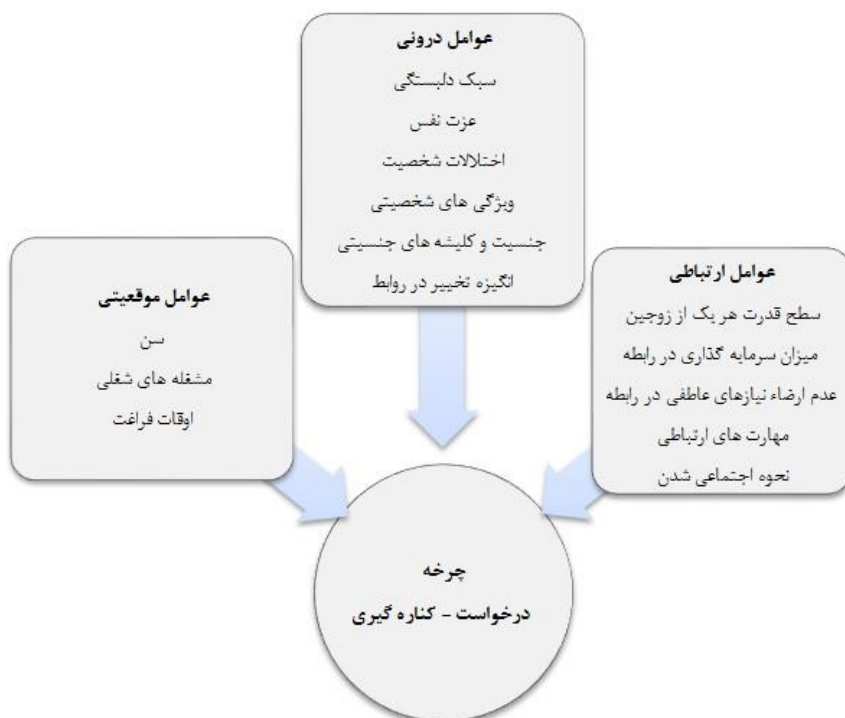 عوامل درونی
سبک دلبستگی
عزت نفس
اختلالات شخصیت
ویژگی های شخصیتی
جنسیت و کلیشه های جنسیتی
انگیزه تغییر در روابط
عوامل ارتباطی
سطح قدرت هر یک از زوجین
میزان سرمایه گذاری در رابطه
عدم ارضاء نیازهای عاطفی در رابطه
مهارت های ارتباطی
نحوه اجتماعی شدن
عوامل موقعیتی
سن
مشغله های شغلی
اوقات فراغت
چرخه
درخواست - کناره گیری